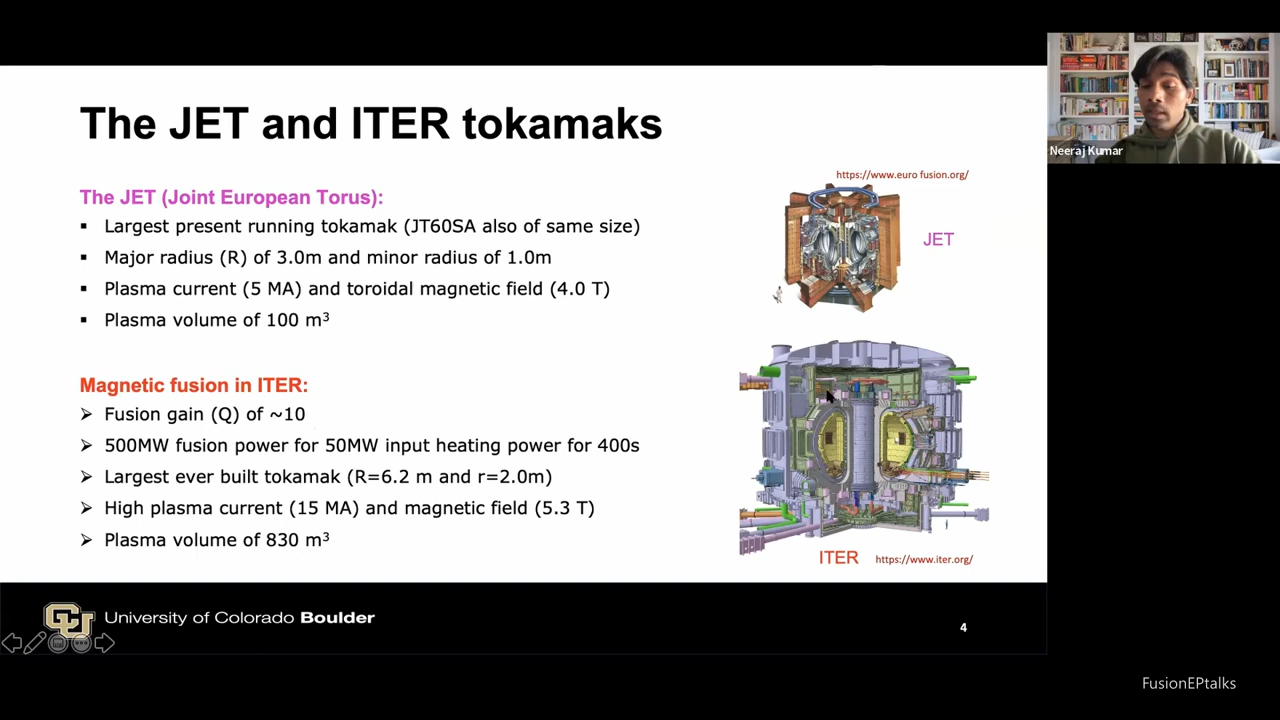 The JET and ITER tokamaks
The JET (Joint European Torus):
▪ Largest present running tokamak (JT60SA also of same size)
▪ Major radius (R) of 3.0m and minor radius of 1.0m
▪ Plasma current (5 MA) and toroidal magnetic field (4.0 T)
▪ Plasma volume of 100 m³
Magnetic fusion in ITER:
➢ Fusion gain (Q) of ~10
➢ 500MW fusion power for 50MW input heating power for 400s
➢ Largest ever built tokamak (R=6.2 m and r=2.0m)
➢ High plasma current (15 MA) and magnetic field (5.3 T)
➢ Plasma volume of 830 m³
https://www.euro fusion.org/
JET
ITER https://www.iter.org/
Neeraj Kumar
CU University of Colorado Boulder
4
FusionEPtalks